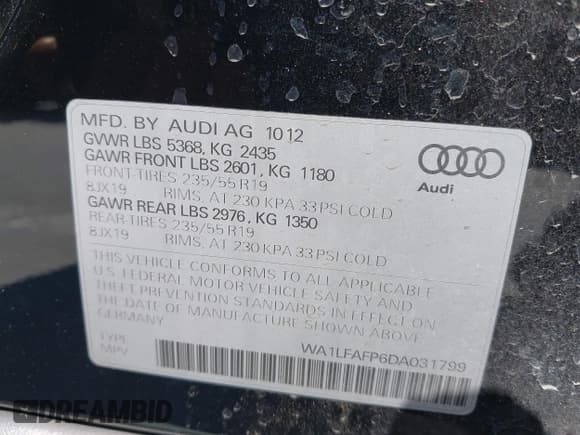 MFD. BY AUDI AG 1012
GVWR LBS 5368, KG 2435
GAWR FRONT LBS 2601, KG 1180
FRONT-TIRES 235/55 R19
8JX19 RIMS, AT 230 KPA 33 PSI COLD
GAWR REAR LBS 2976, KG 1350
REAR-TIRES 235/55 R19
8JX19 RIMS, AT 230 KPA 33 PSI COLD
THIS VEHICLE CONFORMS TO ALL APPLICABLE
U.S. FEDERAL MOTOR VEHICLE SAFETY AND
THEFT PREVENTION STANDARDS IN EFFECT ON
THE DATE OF MANUFACTURE SHOWN ABOVE
GERMANY
TYPE
MPV
WA1LFAFP6DA031799
Audi
DREAMBID